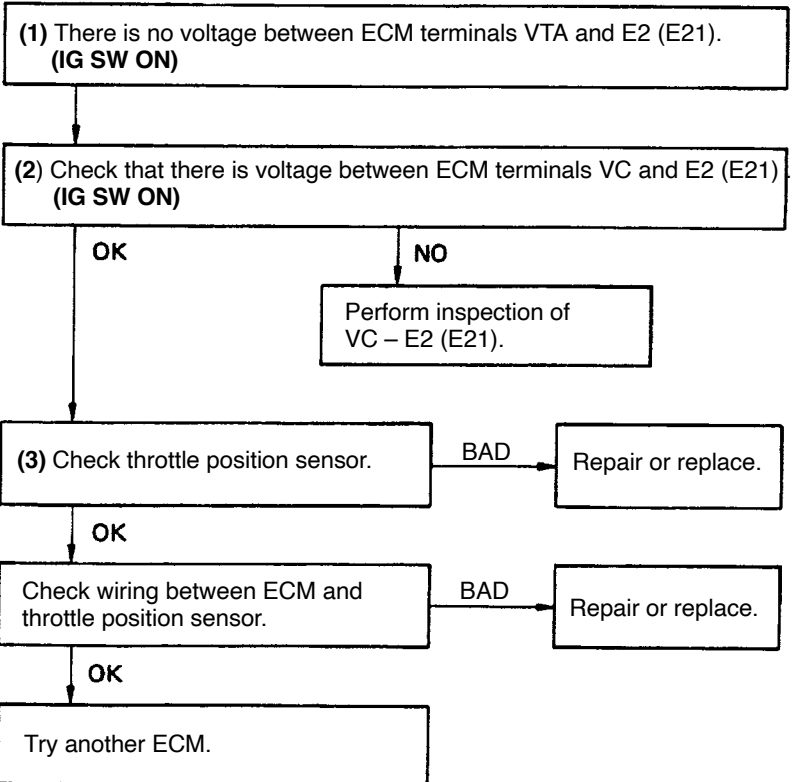 (1) There is no voltage between ECM terminals VTA and E2 (E21).
(IG SW ON)
(2) Check that there is voltage between ECM terminals VC and E2 (E21)
(IG SW ON)
OK
NO
Perform inspection of
VC – E2 (E21).
(3) Check throttle position sensor.
BAD
Repair or replace.
OK
Check wiring between ECM and
throttle position sensor.
BAD
Repair or replace.
OK
Try another ECM.